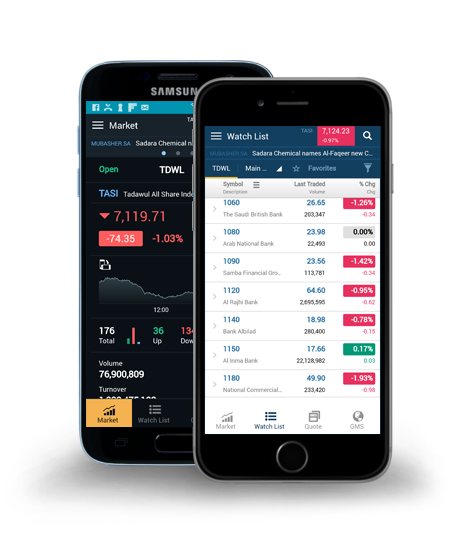 SAMSUNG
Market
MUBASHER.SA Sadara Chemical n
Open TDWL
TASI Tadawul All Share Inde
7,119.71
-74.35 -1.03%
12:00
176 36 134
Total Up Dow
Volume
76,900,809
Turnover
Market Watch List
Watch List TASI 7,124.23
-0.97%
MUBASHER.SA Sadara Chemical names Al-Faqeer new C...
TDWL Main ... Favorites
Symbol Last Traded % Chg
Description Volume Chg
1060 26.65 -1.26%
The Saudi British Bank 203,347 -0.34
1080 23.98 0.00%
Arab National Bank 22,493 0.00
1090 23.56 -1.42%
Samba Financial Gro... 113,781 -0.34
1120 64.60 -0.95%
Al Rajhi Bank 2,695,595 -0.62
1140 18.98 -0.78%
Bank Albilad 280,400 -0.15
1150 17.66 0.17%
Al Inma Bank 22,128,982 0.03
1180 49.90 -1.93%
National Commercial... 233,420 -0.98
Market Watch List Quote GMS